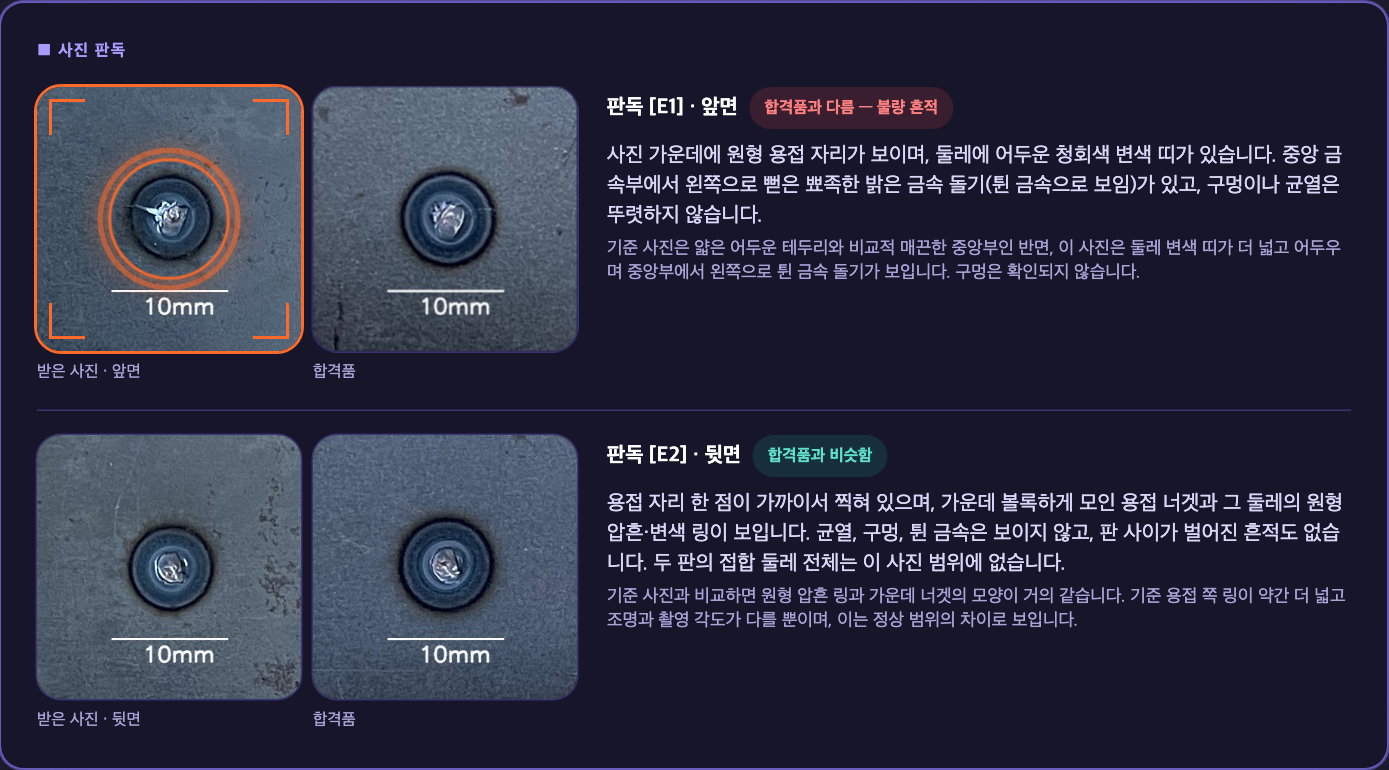 ■ 사진 판독
판독 [E1] · 앞면
합격품과 다름 — 불량 흔적
사진 가운데에 원형 용접 자리가 보이며, 둘레에 어두운 청회색 변색 띠가 있습니다. 중앙 금
속부에서 왼쪽으로 뻗은 뾰족한 밝은 금속 돌기(튄 금속으로 보임)가 있고, 구멍이나 균열은
뚜렷하지 않습니다.
기준 사진은 얇은 어두운 테두리와 비교적 매끈한 중앙부인 반면, 이 사진은 둘레 변색 띠가 더 넓고 어두우
며 중앙부에서 왼쪽으로 튄 금속 돌기가 보입니다. 구멍은 확인되지 않습니다.
10mm
10mm
받은 사진 · 앞면
합격품
판독 [E2] · 뒷면
합격품과 비슷함
용접 자리 한 점이 가까이서 찍혀 있으며, 가운데 볼록하게 모인 용접 너겟과 그 둘레의 원형
압흔·변색 링이 보입니다. 균열, 구멍, 튄 금속은 보이지 않고, 판 사이가 벌어진 흔적도 없습
니다. 두 판의 접합 둘레 전체는 이 사진 범위에 없습니다.
기준 사진과 비교하면 원형 압흔 링과 가운데 너겟의 모양이 거의 같습니다. 기준 용접 쪽 링이 약간 더 넓고
조명과 촬영 각도가 다를 뿐이며, 이는 정상 범위의 차이로 보입니다.
10mm
10mm
받은 사진 · 뒷면
합격품